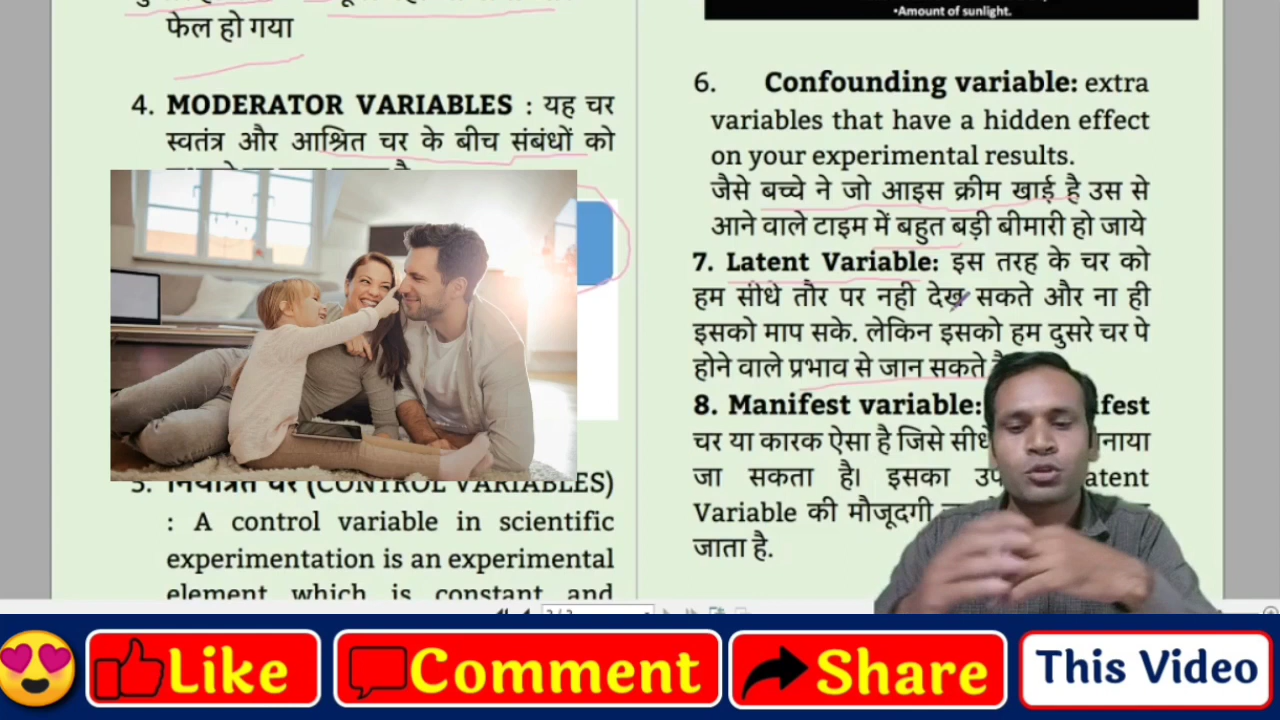 फेल हो गया
4. MODERATOR VARIABLES : यह चर
स्वतंत्र और आश्रित चर के बीच संबंधों को
(CONTROL VARIABLES)
: A control variable in scientific
experimentation is an experimental
element which is constant and
•Amount of sunlight.
6. Confounding variable: extra
variables that have a hidden effect
on your experimental results.
जैसे बच्चे ने जो आइस क्रीम खाई है उस से
आने वाले टाइम में बहुत बड़ी बीमारी हो जाये
7. Latent Variable: इस तरह के चर को
हम सीधे तौर पर नही देख सकते और ना ही
इसको माप सके. लेकिन इसको हम दुसरे चर पे
होने वाले प्रभाव से जान सकते
8. Manifest variable:
चर या कारक ऐसा है जिसे सीधे
जा सकता है। इसका
Variable की मौजूदगी
जाता है.
Like
Comment
Share
This Video